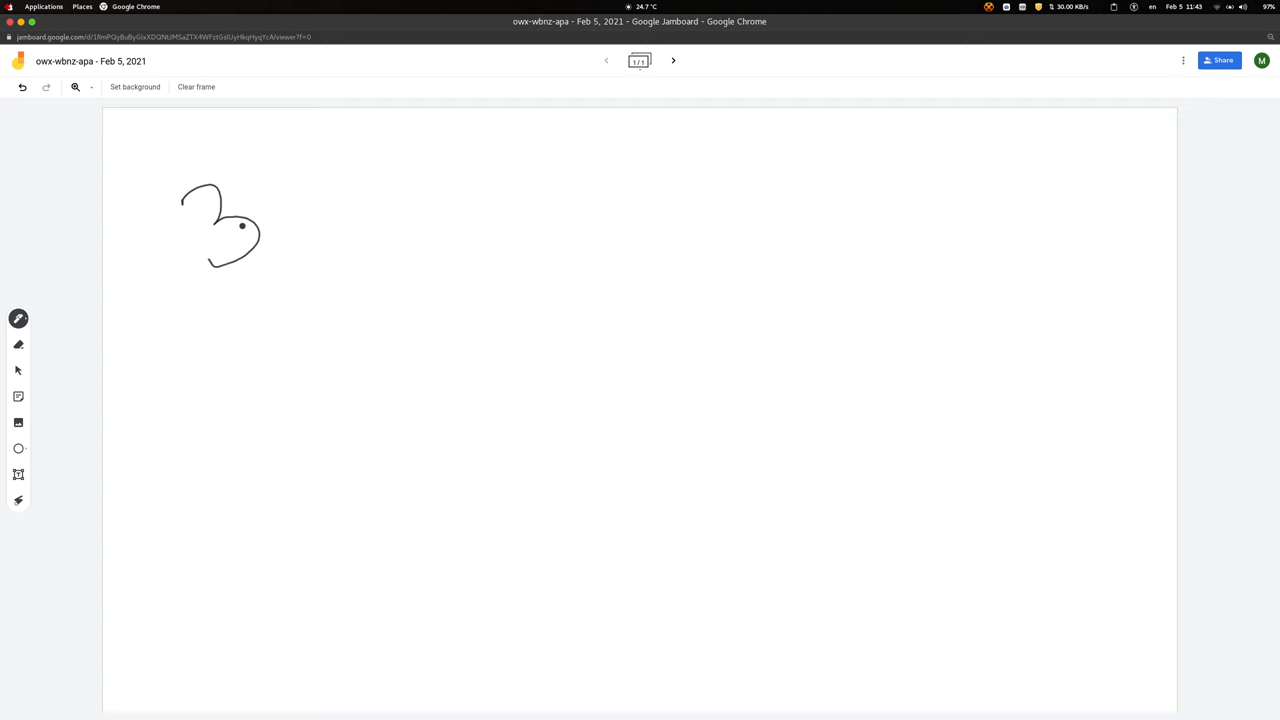 Applications Places Google Chrome 24.7 °C 30.00 KB/s en Feb 5 11:43 97%
owx-wbnz-apa - Feb 5, 2021 - Google Jamboard - Google Chrome
owx-wbnz-apa - Feb 5, 2021
1 / 1
Share
M
Set background Clear frame
3